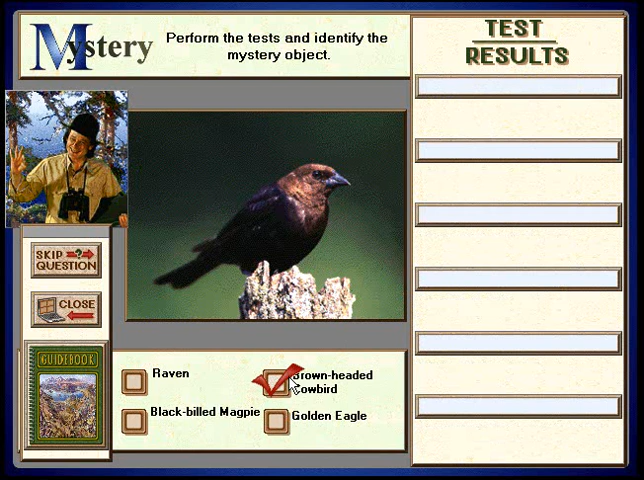 Mystery
Perform the tests and identify the
mystery object.
TEST
RESULTS
SKIP
QUESTION
CLOSE
GUIDEBOOK
Raven
Brown-headed
Cowbird
Black-billed Magpie
Golden Eagle